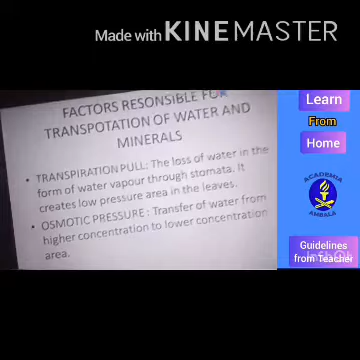 Made with KINEMASTER
FACTORS RESONSIBLE FOR
TRANSPOTATION OF WATER AND
MINERALS
• TRANSPIRATION PULL: The loss of water in the
form of water vapour through stomata. It
creates low pressure area in the leaves.
• OSMOTIC PRESSURE : Transfer of water from
higher concentration to lower concentration
area.
Learn
From
Home
ACADEMIA
AMBALA
Guidelines
from Teacher